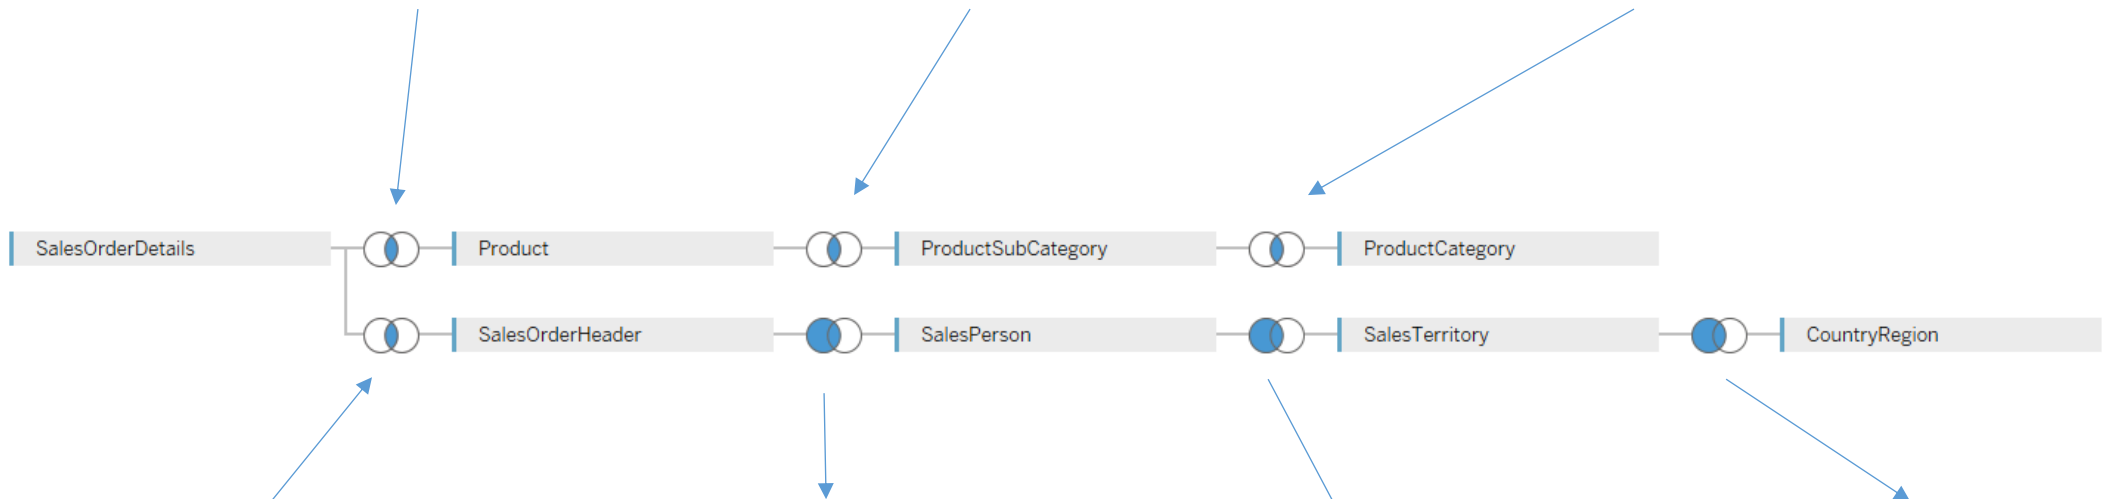 SalesOrderDetails
Product
ProductSubCategory
ProductCategory
SalesOrderHeader
SalesPerson
SalesTerritory
CountryRegion